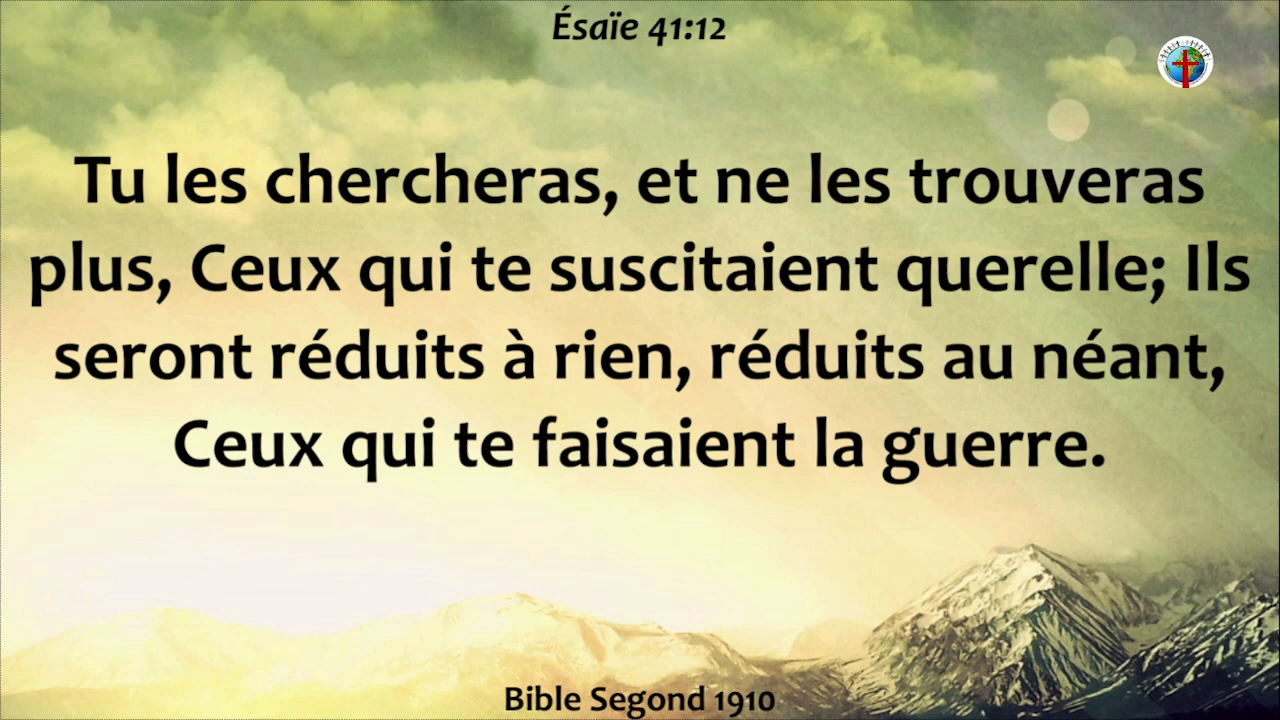 Ésaïe 41:12
Tu les chercheras, et ne les trouveras
plus, Ceux qui te suscitaient querelle; Ils
seront réduits à rien, réduits au néant,
Ceux qui te faisaient la guerre.
Bible Segond 1910